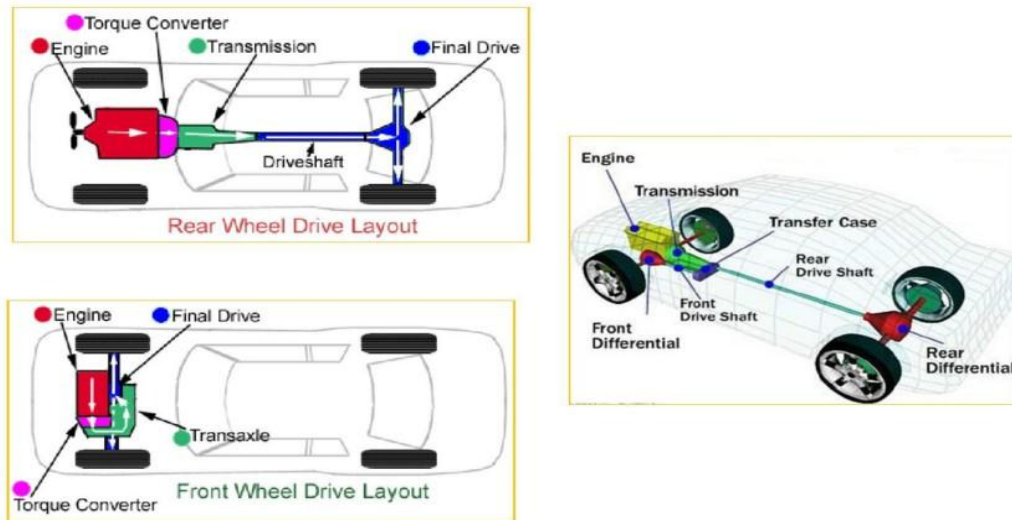 Torque Converter
Engine
Transmission
Final Drive
Driveshaft
Rear Wheel Drive Layout
Engine
Final Drive
Transaxle
Torque Converter
Front Wheel Drive Layout
Engine
Transmission
Transfer Case
Rear
Drive Shaft
Front
Drive Shaft
Front
Differential
Rear
Differential